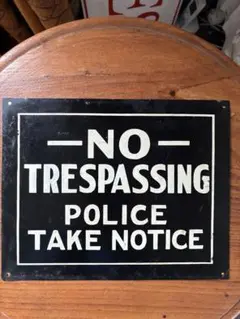 — NO —
TRESPASSING
POLICE
TAKE NOTICE